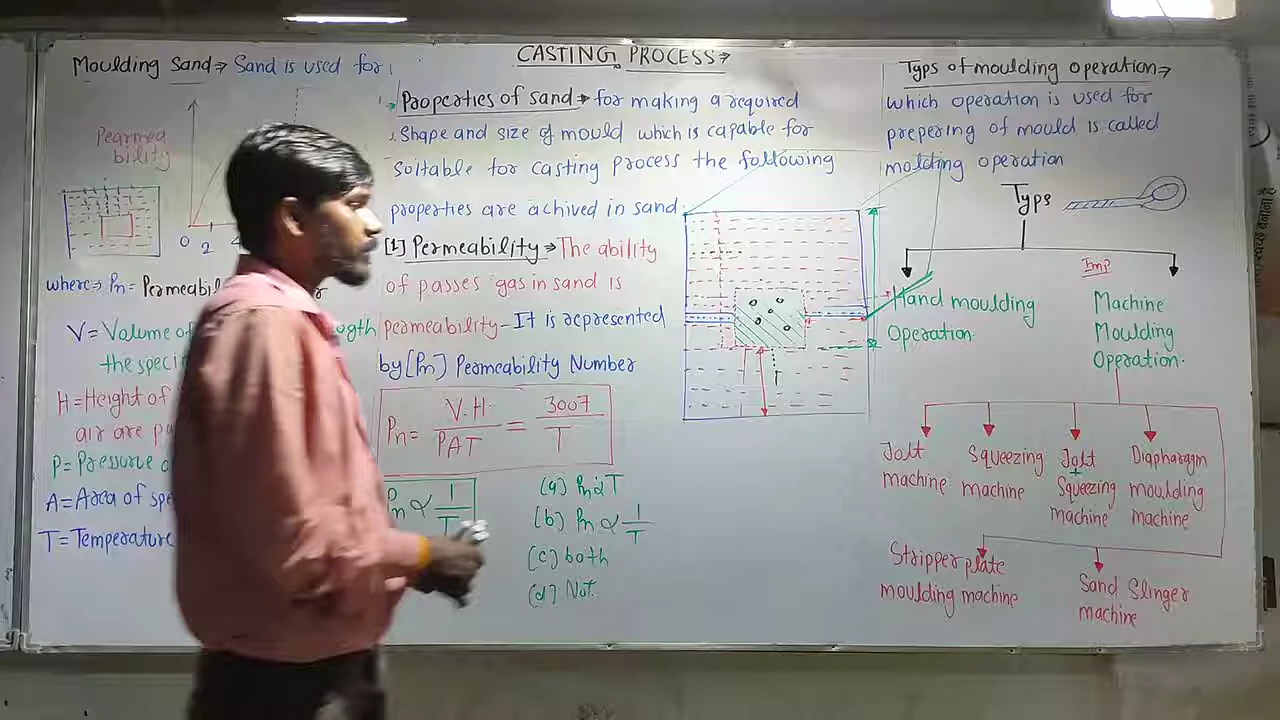 CASTING PROCESS→
Moulding Sand→ Sand is used for
Pearmea
bility
0 2 4
where→ Pn= Permeabil
V= Volume of
the speci
H= Height of
air are pa
P= Pressurve o
A= Area of spe
T= Temperature
Properties of sand→ for making a required
Shape and size of mould which is capable for
suitable for casting process the following
properties are achived in sand.
[1] Permeability→ The ability
of passes gas in sand is
permeability- It is represented
by [Pn] Permeability Number
Pn= V.H. / PAT = 3007 / T
Pn ∝ 1/T
(a) Pn ∝ T
(b) Pn ∝ 1/T
(c) both
(d) Not.
Typs of moulding operation→
which operation is used for
prepering of mould is called
molding operation
Typs
Imp
Hand moulding
Operation.
Machine
Moulding
Operation.
Jolt
machine
Squeezing
machine
Jolt
+
Squeezing
machine
Diapharagm
moulding
machine
Stripper plate
moulding machine
Sand Slinger
machine